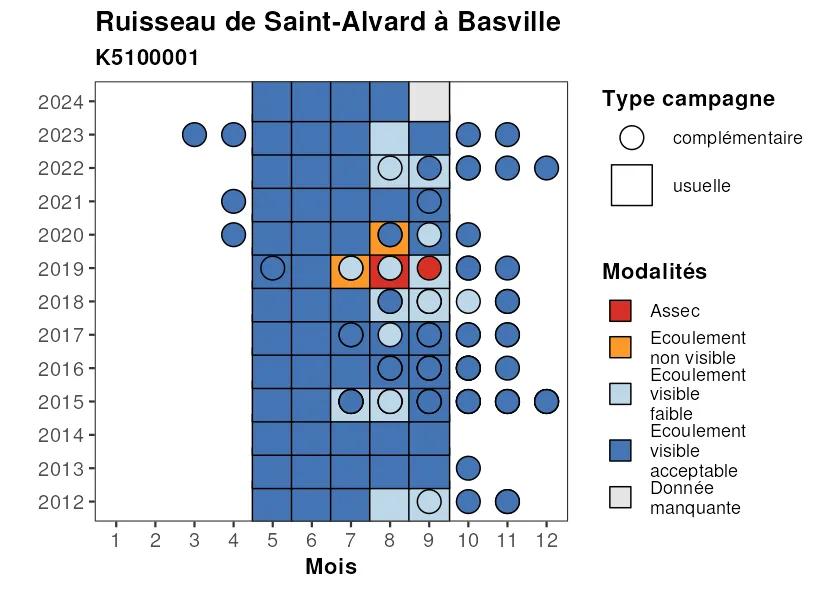 Ruisseau de Saint-Alvard à Basville
K5100001
2024
2023
2022
2021
2020
2019
2018
2017
2016
2015
2014
2013
2012
1 2 3 4 5 6 7 8 9 10 11 12
Mois
Type campagne
complémentaire
usuelle
Modalités
Assec
Ecoulement
non visible
Ecoulement
visible
faible
Ecoulement
visible
acceptable
Donnée
manquante